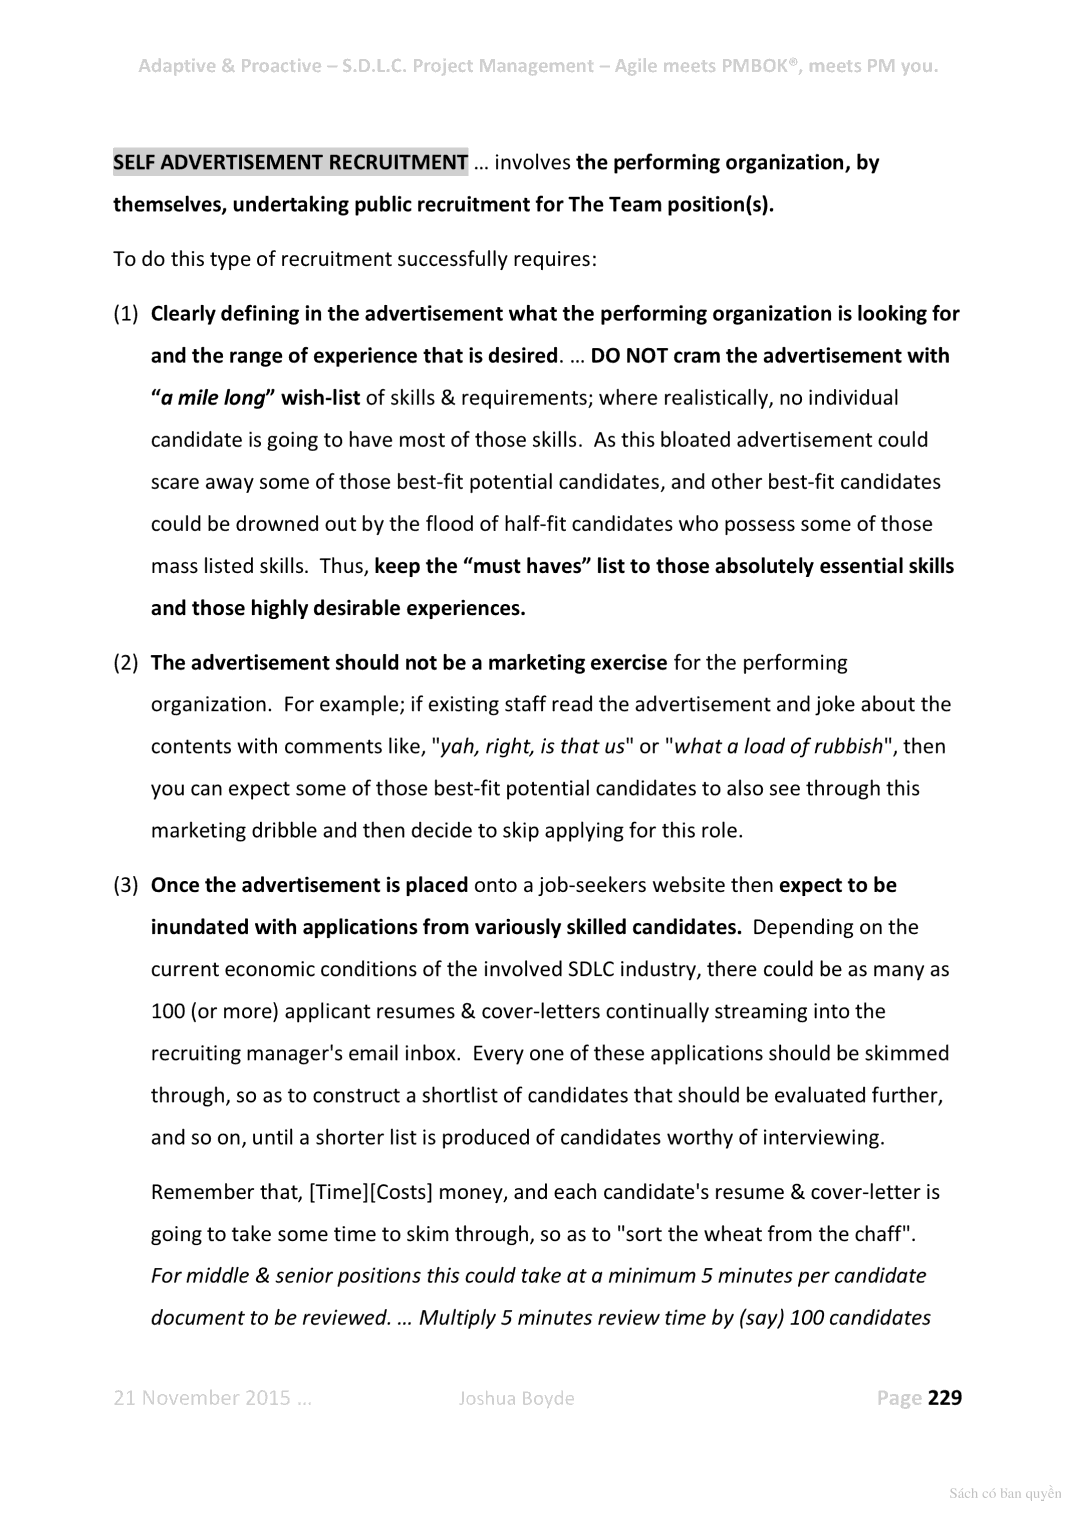 Adaptive & Proactive – S.D.L.C. Project Management – Agile meets PMBOK®, meets PM you.
SELF ADVERTISEMENT RECRUITMENT … involves the performing organization, by
themselves, undertaking public recruitment for The Team position(s).
To do this type of recruitment successfully requires:
(1) Clearly defining in the advertisement what the performing organization is looking for
and the range of experience that is desired. … DO NOT cram the advertisement with
“a mile long” wish-list of skills & requirements; where realistically, no individual
candidate is going to have most of those skills.  As this bloated advertisement could
scare away some of those best-fit potential candidates, and other best-fit candidates
could be drowned out by the flood of half-fit candidates who possess some of those
mass listed skills.  Thus, keep the “must haves” list to those absolutely essential skills
and those highly desirable experiences.
(2) The advertisement should not be a marketing exercise for the performing
organization.  For example; if existing staff read the advertisement and joke about the
contents with comments like, "yah, right, is that us" or "what a load of rubbish", then
you can expect some of those best-fit potential candidates to also see through this
marketing dribble and then decide to skip applying for this role.
(3) Once the advertisement is placed onto a job-seekers website then expect to be
inundated with applications from variously skilled candidates.  Depending on the
current economic conditions of the involved SDLC industry, there could be as many as
100 (or more) applicant resumes & cover-letters continually streaming into the
recruiting manager's email inbox.  Every one of these applications should be skimmed
through, so as to construct a shortlist of candidates that should be evaluated further,
and so on, until a shorter list is produced of candidates worthy of interviewing.
Remember that, [Time][Costs] money, and each candidate's resume & cover-letter is
going to take some time to skim through, so as to "sort the wheat from the chaff".
For middle & senior positions this could take at a minimum 5 minutes per candidate
document to be reviewed. … Multiply 5 minutes review time by (say) 100 candidates
21 November 2015 … Joshua Boyde Page 229
Sách có bản quyền